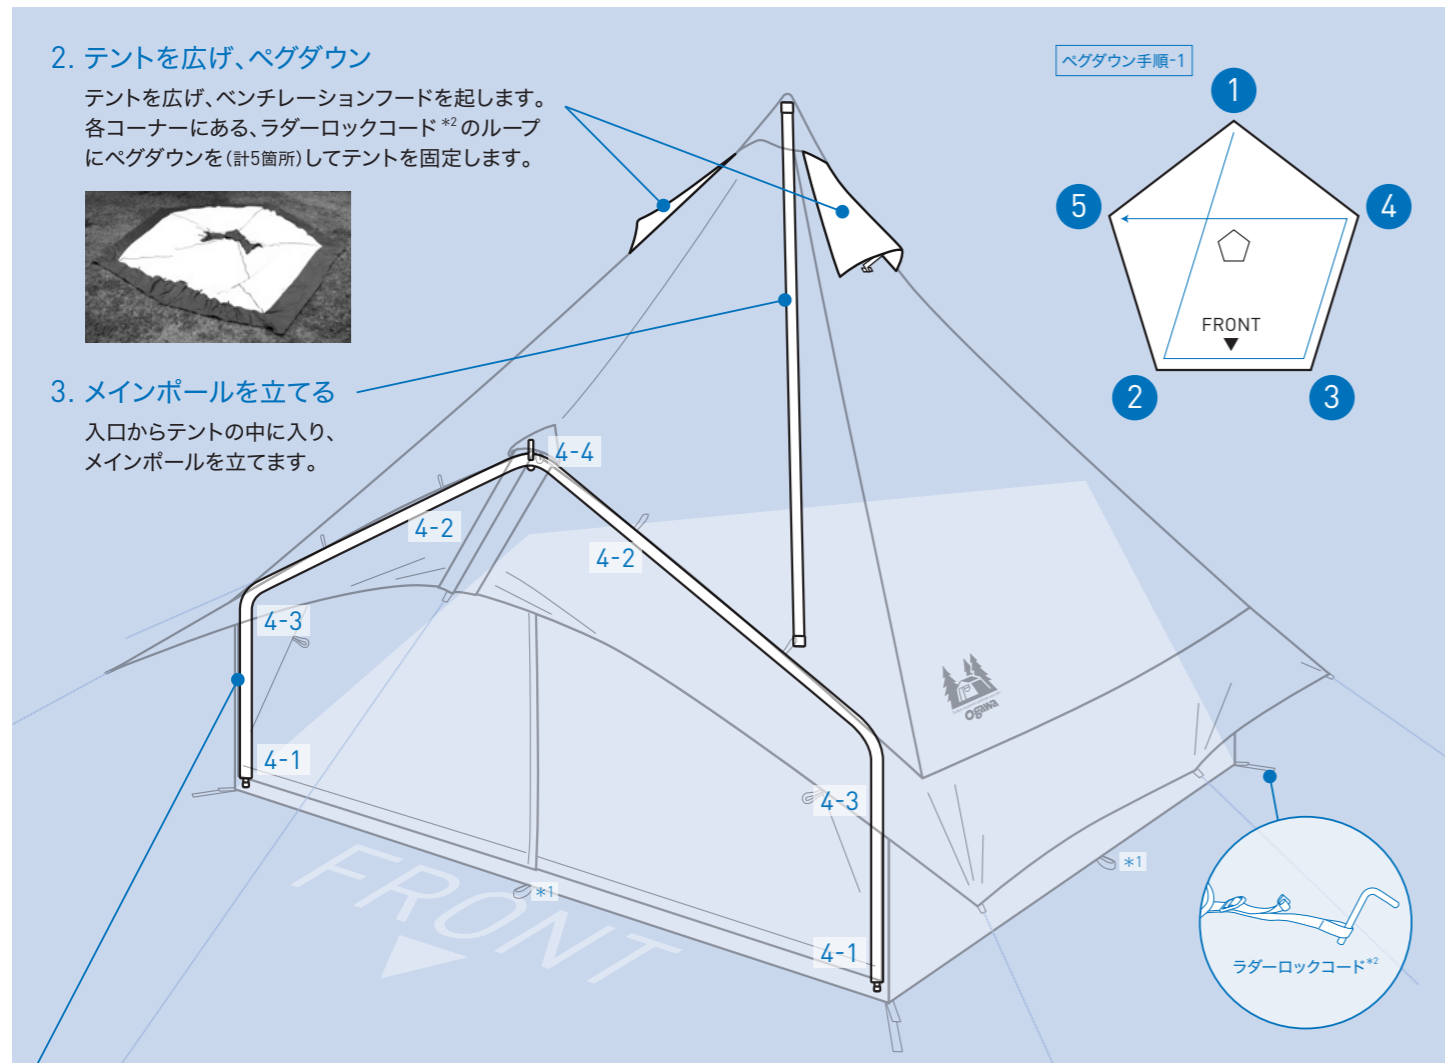 2. テントを広げ、ペグダウン
テントを広げ、ベンチレーションフードを起します。
各コーナーにある、ラダーロックコード*2のループ
にペグダウンを(計5箇所)してテントを固定します。
3. メインポールを立てる
入口からテントの中に入り、
メインポールを立てます。
ペグダウン手順-1
1
5
4
FRONT
▼
2
3
4-4
4-2
4-2
4-3
4-1
4-3
4-1
Ogawa
*1
*1
FRONT
ラダーロックコード*2